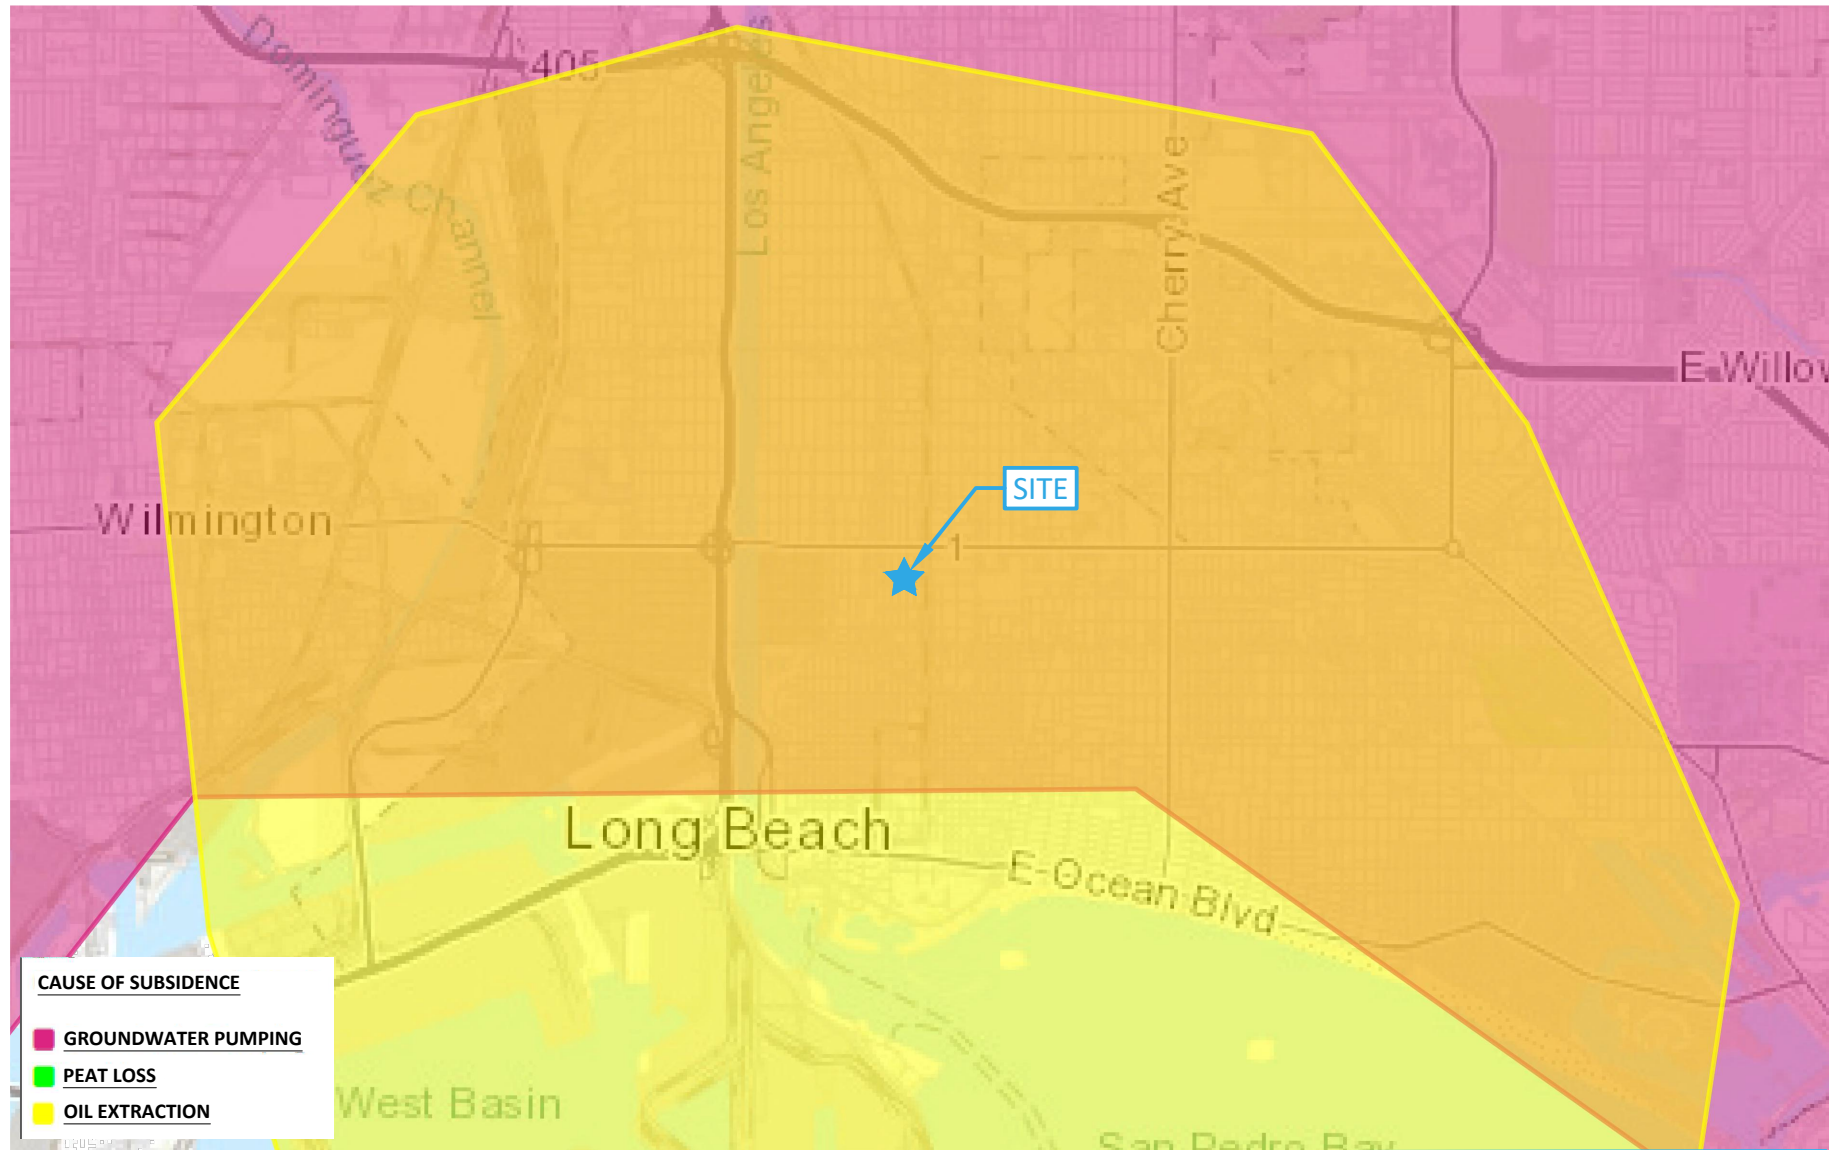 405
Dominguez Channel
Los Angeles
Cherry Ave
E Willow
SITE
Wilmington
1
Long Beach
E Ocean Blvd
CAUSE OF SUBSIDENCE
GROUNDWATER PUMPING
PEAT LOSS
OIL EXTRACTION
West Basin
San Pedro Bay